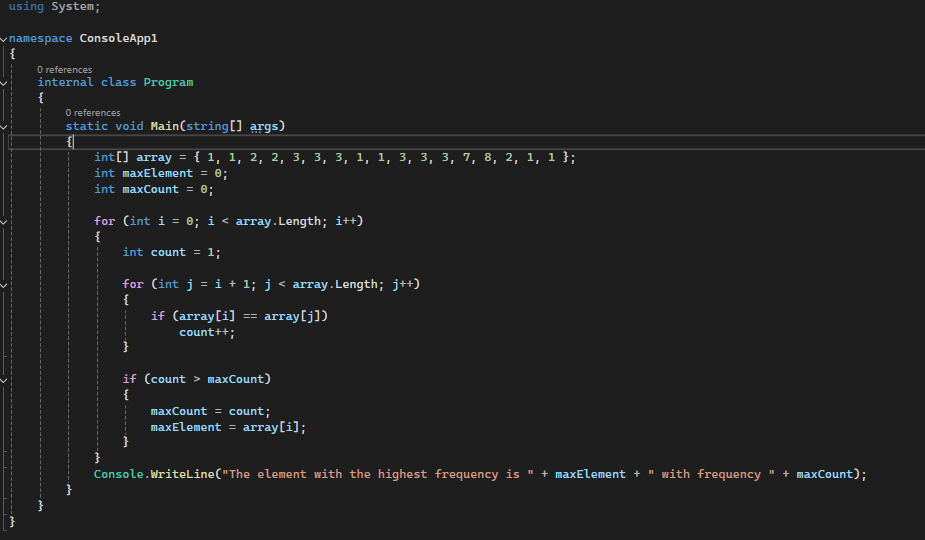 using System;
namespace ConsoleApp1
{
0 references
internal class Program
{
0 references
static void Main(string[] args)
{
int[] array = { 1, 1, 2, 2, 3, 3, 3, 1, 1, 3, 3, 3, 7, 8, 2, 1, 1 };
int maxElement = 0;
int maxCount = 0;
for (int i = 0; i < array.Length; i++)
{
int count = 1;
for (int j = i + 1; j < array.Length; j++)
{
if (array[i] == array[j])
count++;
}
if (count > maxCount)
{
maxCount = count;
maxElement = array[i];
}
}
Console.WriteLine("The element with the highest frequency is " + maxElement + " with frequency " + maxCount);
}
}
}